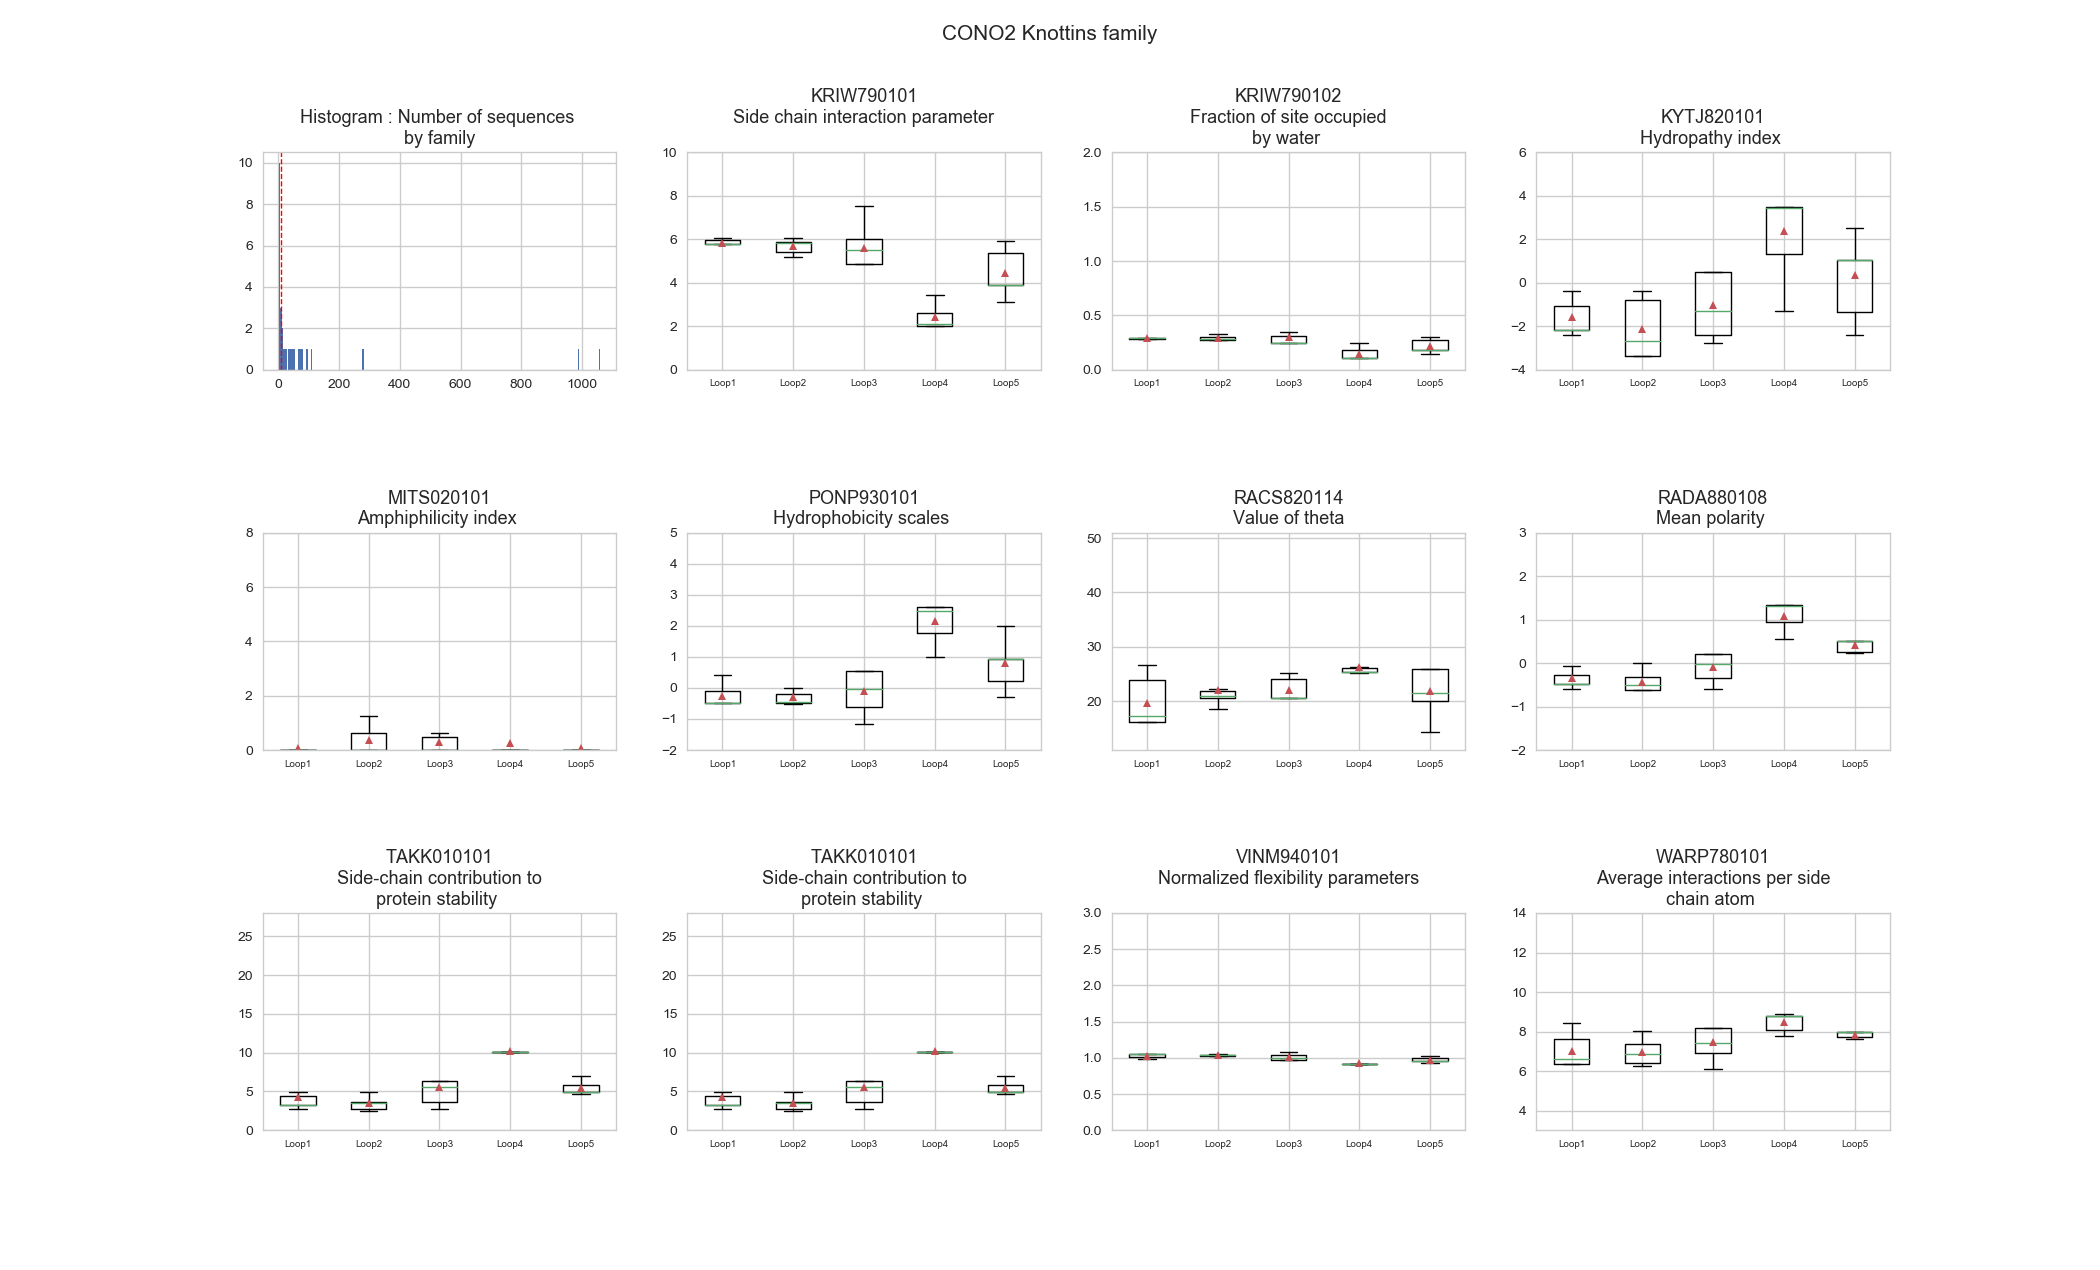 CONO2 Knottins family
Histogram : Number of sequences
by family
10
8
6
4
2
0
0 200 400 600 800 1000
KRIW790101
Side chain interaction parameter
10
8
6
4
2
0
Loop1 Loop2 Loop3 Loop4 Loop5
KRIW790102
Fraction of site occupied
by water
2.0
1.5
1.0
0.5
0.0
Loop1 Loop2 Loop3 Loop4 Loop5
KYTJ820101
Hydropathy index
6
4
2
0
−2
−4
Loop1 Loop2 Loop3 Loop4 Loop5
MITS020101
Amphiphilicity index
8
6
4
2
0
Loop1 Loop2 Loop3 Loop4 Loop5
PONP930101
Hydrophobicity scales
5
4
3
2
1
0
−1
−2
Loop1 Loop2 Loop3 Loop4 Loop5
RACS820114
Value of theta
50
40
30
20
Loop1 Loop2 Loop3 Loop4 Loop5
RADA880108
Mean polarity
3
2
1
0
−1
−2
Loop1 Loop2 Loop3 Loop4 Loop5
TAKK010101
Side-chain contribution to
protein stability
25
20
15
10
5
0
Loop1 Loop2 Loop3 Loop4 Loop5
TAKK010101
Side-chain contribution to
protein stability
25
20
15
10
5
0
Loop1 Loop2 Loop3 Loop4 Loop5
VINM940101
Normalized flexibility parameters
3.0
2.5
2.0
1.5
1.0
0.5
0.0
Loop1 Loop2 Loop3 Loop4 Loop5
WARP780101
Average interactions per side
chain atom
14
12
10
8
6
4
Loop1 Loop2 Loop3 Loop4 Loop5